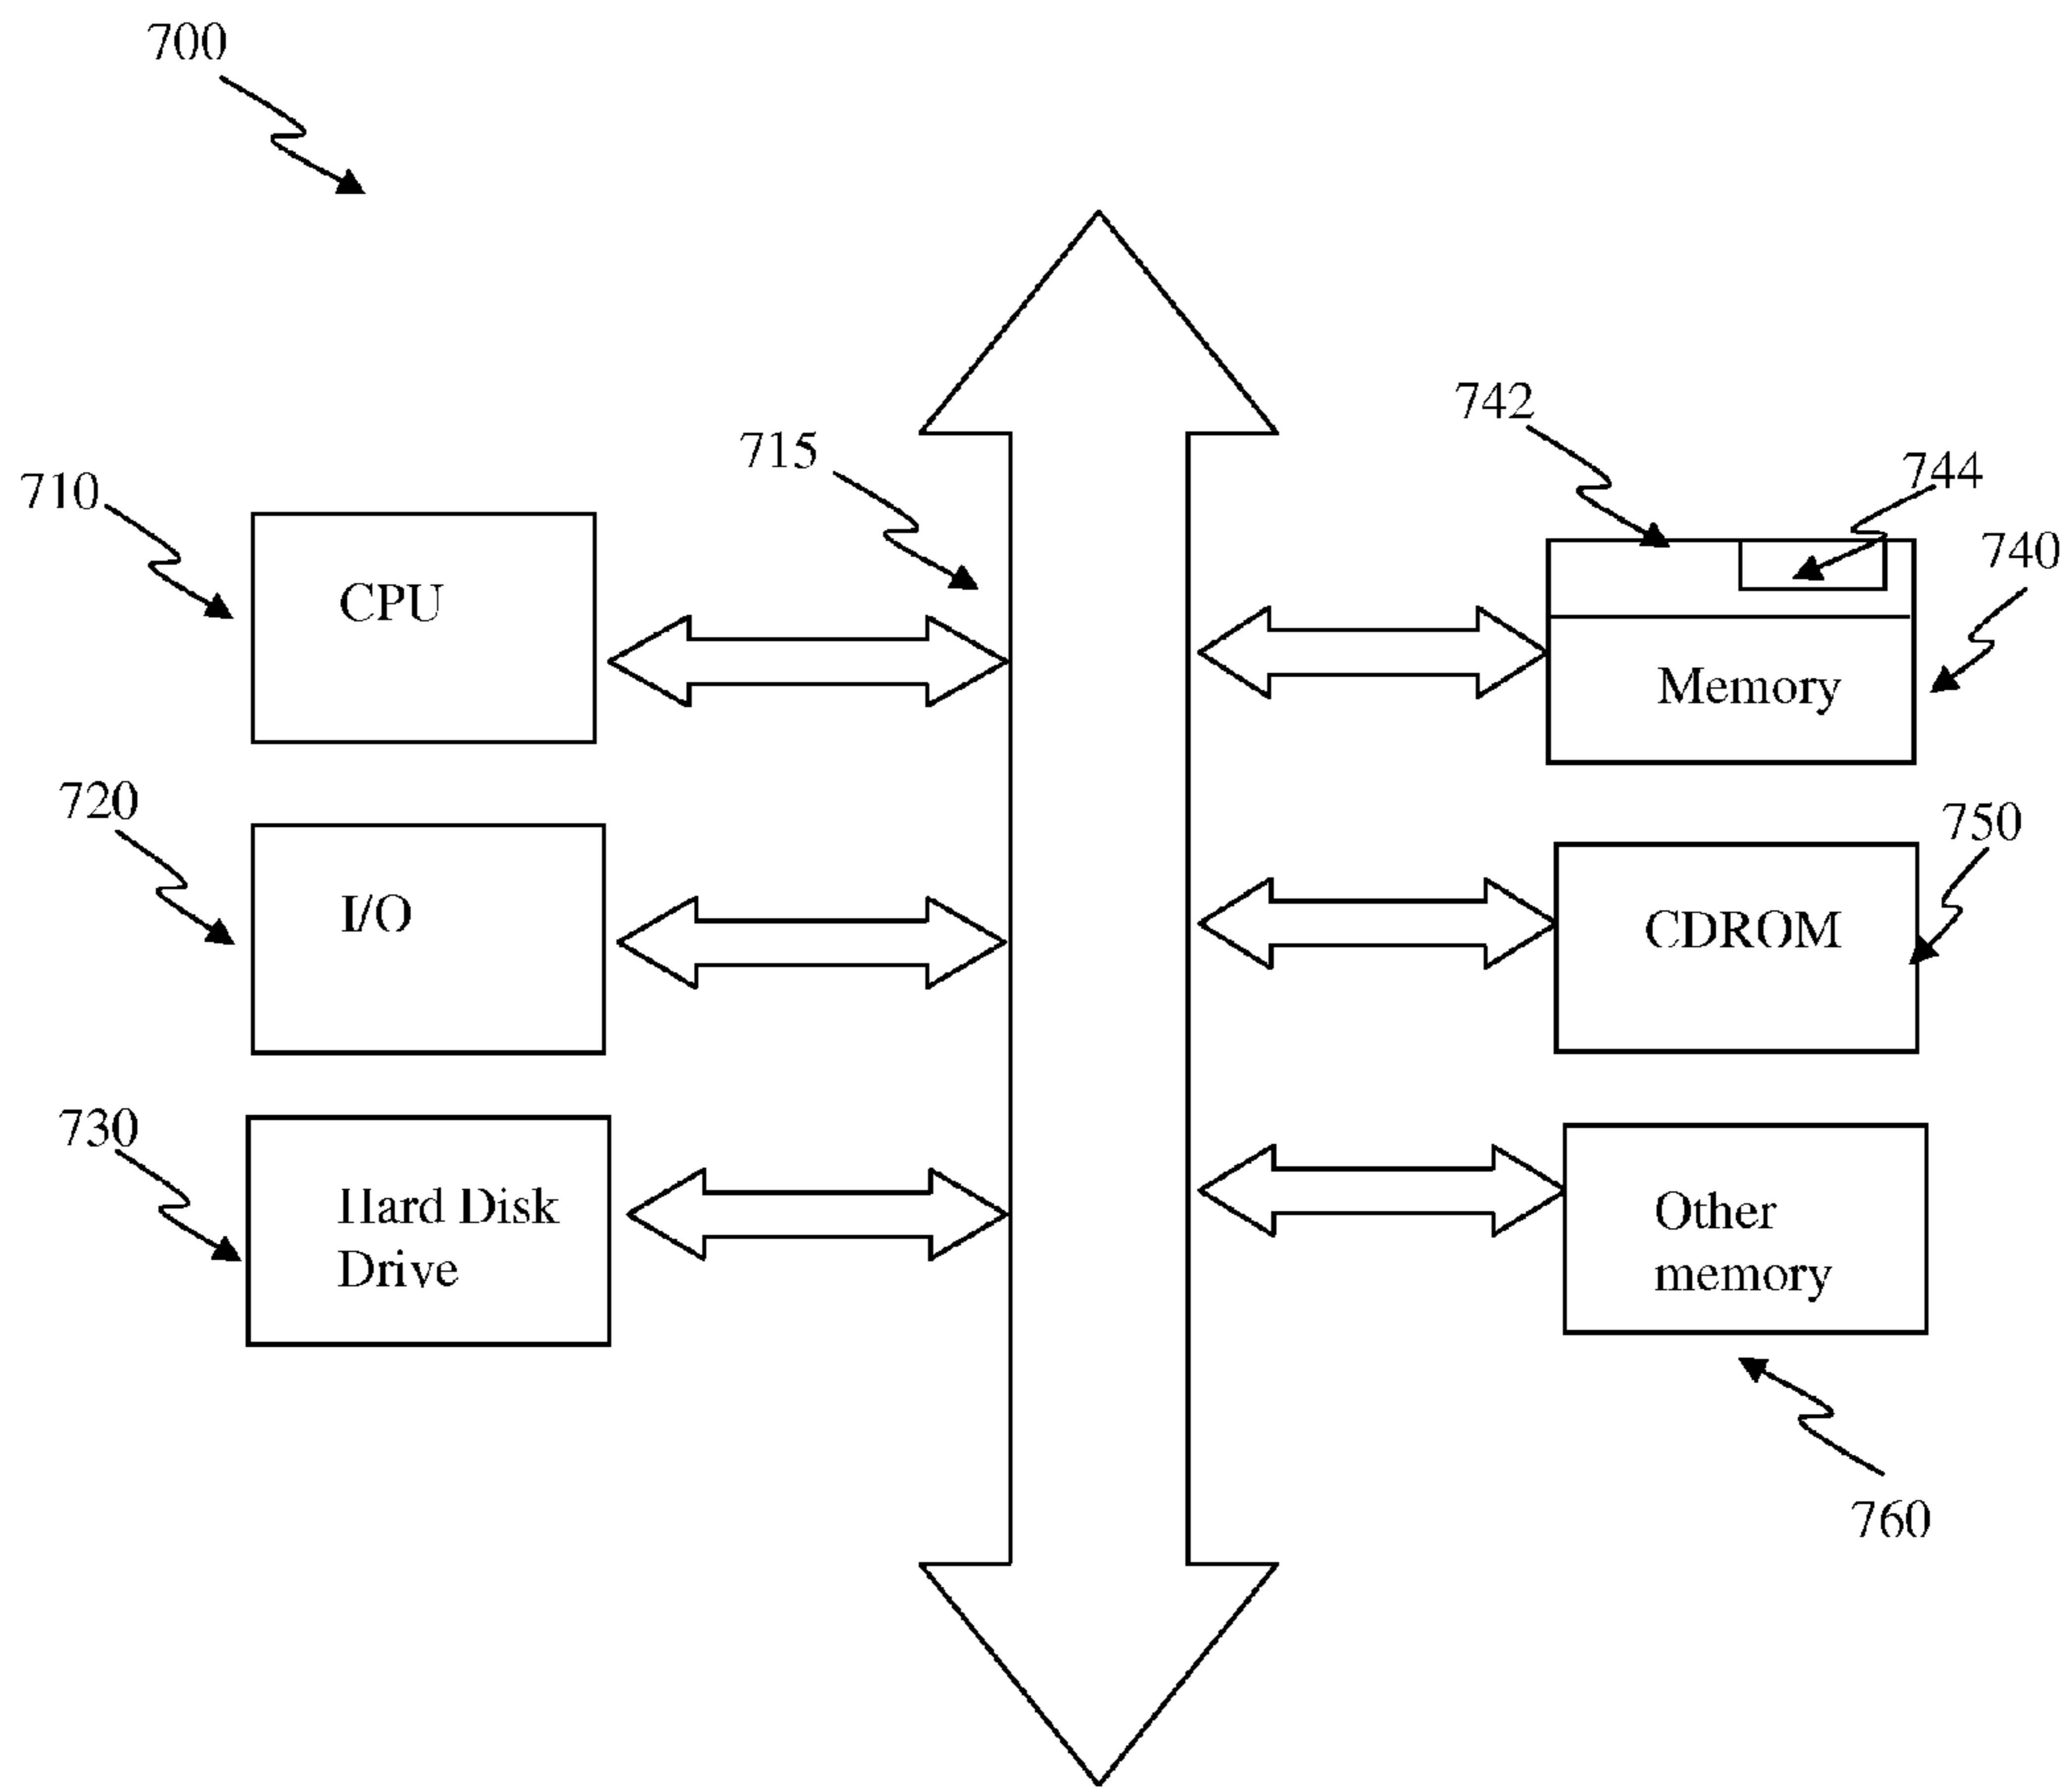 700
742
715
744
710
740
CPU
Memory
720
750
I/O
CDROM
730
Hard Disk
Drive
Other
memory
760